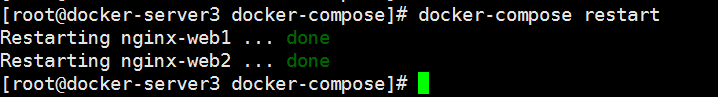 [root@docker-server3 docker-compose]# docker-compose restart
Restarting nginx-web1 ... done
Restarting nginx-web2 ... done
[root@docker-server3 docker-compose]#